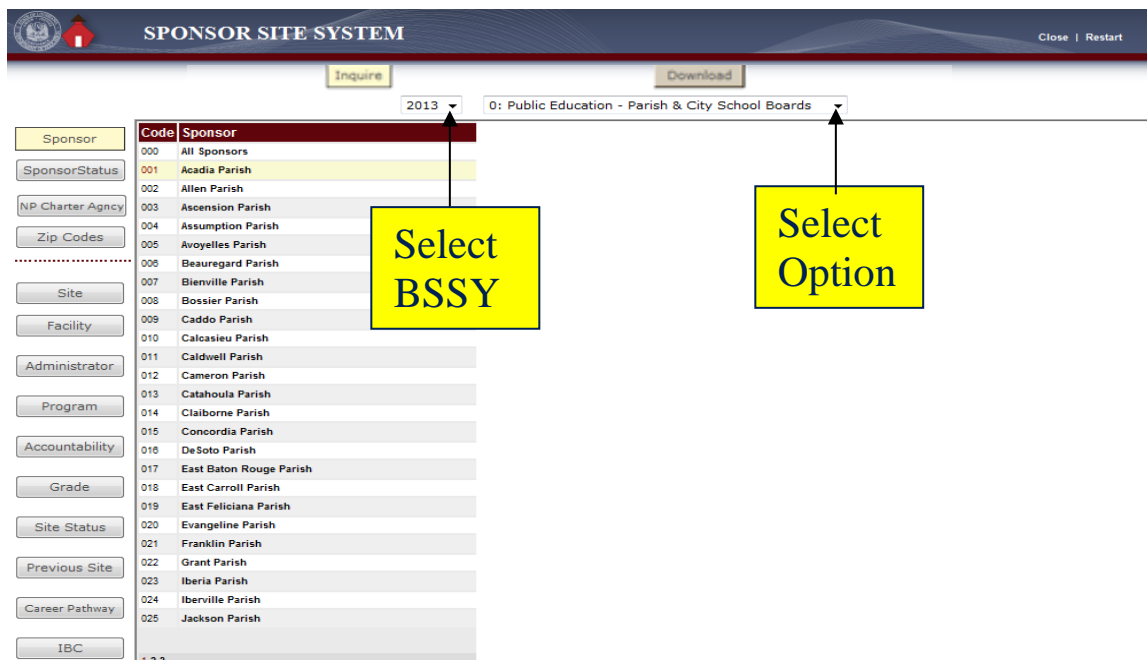 SPONSOR SITE SYSTEM
Close | Restart
Inquire
Download
2013
0: Public Education - Parish & City School Boards
Sponsor
SponsorStatus
NP Charter Agncy
Zip Codes
Site
Facility
Administrator
Program
Accountability
Grade
Site Status
Previous Site
Career Pathway
IBC
Code Sponsor
000 All Sponsors
001 Acadia Parish
002 Allen Parish
003 Ascension Parish
004 Assumption Parish
005 Avoyelles Parish
006 Beauregard Parish
007 Bienville Parish
008 Bossier Parish
009 Caddo Parish
010 Calcasieu Parish
011 Caldwell Parish
012 Cameron Parish
013 Catahoula Parish
014 Claiborne Parish
015 Concordia Parish
016 DeSoto Parish
017 East Baton Rouge Parish
018 East Carroll Parish
019 East Feliciana Parish
020 Evangeline Parish
021 Franklin Parish
022 Grant Parish
023 Iberia Parish
024 Iberville Parish
025 Jackson Parish
Select
BSSY
Select
Option